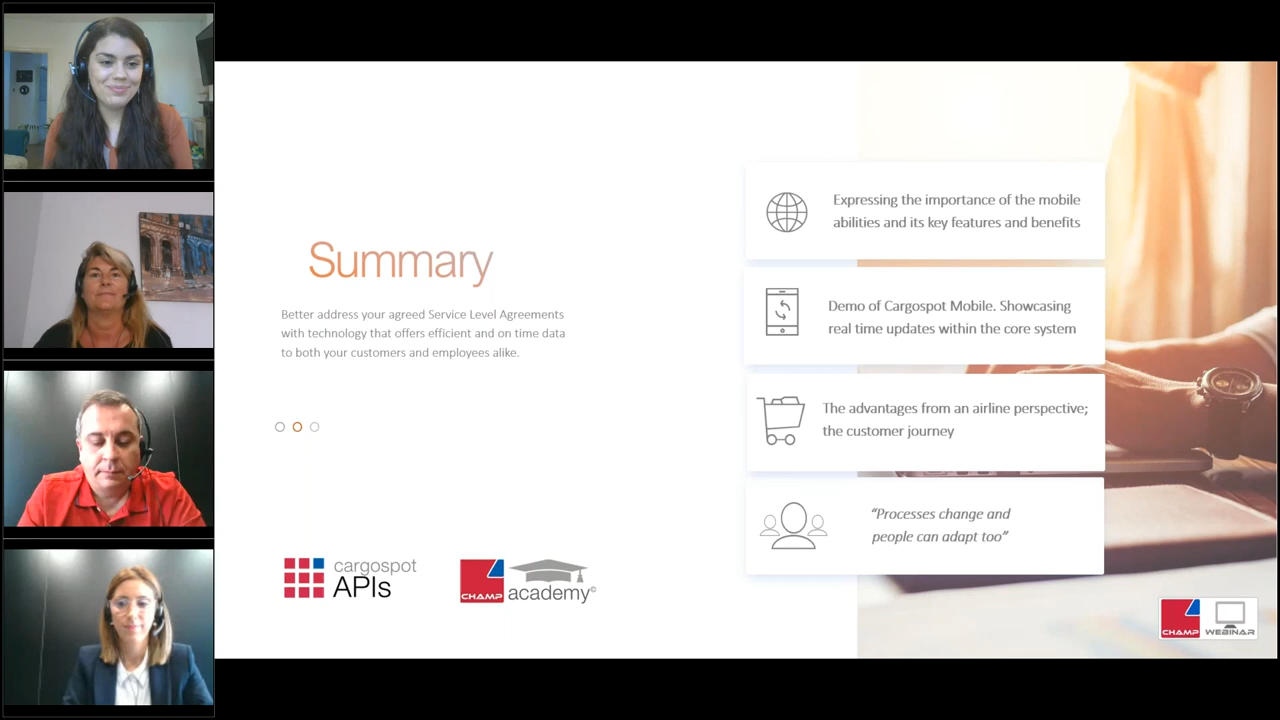 Summary
Better address your agreed Service Level Agreements
with technology that offers efficient and on time data
to both your customers and employees alike.
cargospot
APIs
CHAMP
academy©
Expressing the importance of the mobile
abilities and its key features and benefits
Demo of Cargospot Mobile. Showcasing
real time updates within the core system
The advantages from an airline perspective;
the customer journey
“Processes change and
people can adapt too”
CHAMP WEBINAR